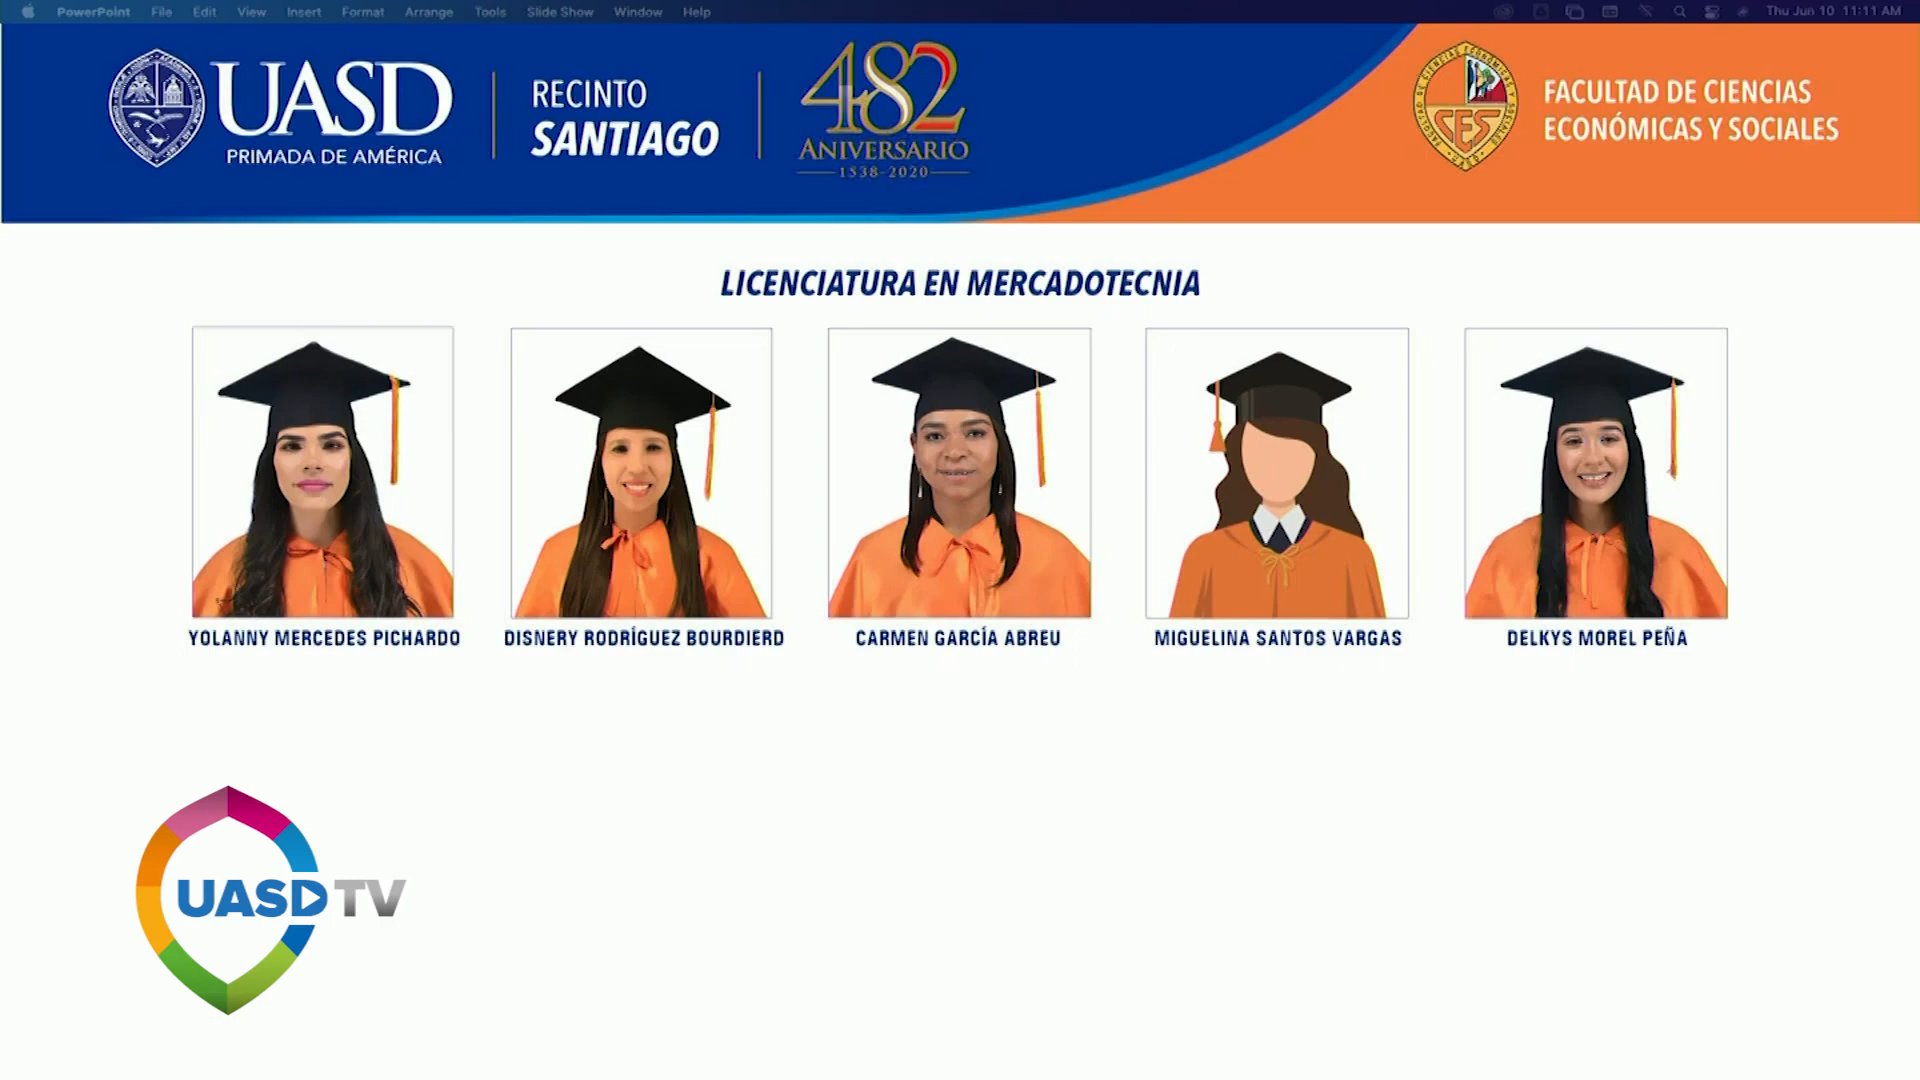 PowerPoint File Edit View Insert Format Arrange Tools Slide Show Window Help Thu Jun 10 11:11 AM
UASD
PRIMADA DE AMÉRICA
RECINTO
SANTIAGO
482
ANIVERSARIO
1538-2020
FACULTAD DE CIENCIAS
ECONÓMICAS Y SOCIALES
LICENCIATURA EN MERCADOTECNIA
YOLANNY MERCEDES PICHARDO
DISNERY RODRÍGUEZ BOURDIERD
CARMEN GARCÍA ABREU
MIGUELINA SANTOS VARGAS
DELKYS MOREL PEÑA
UASD TV